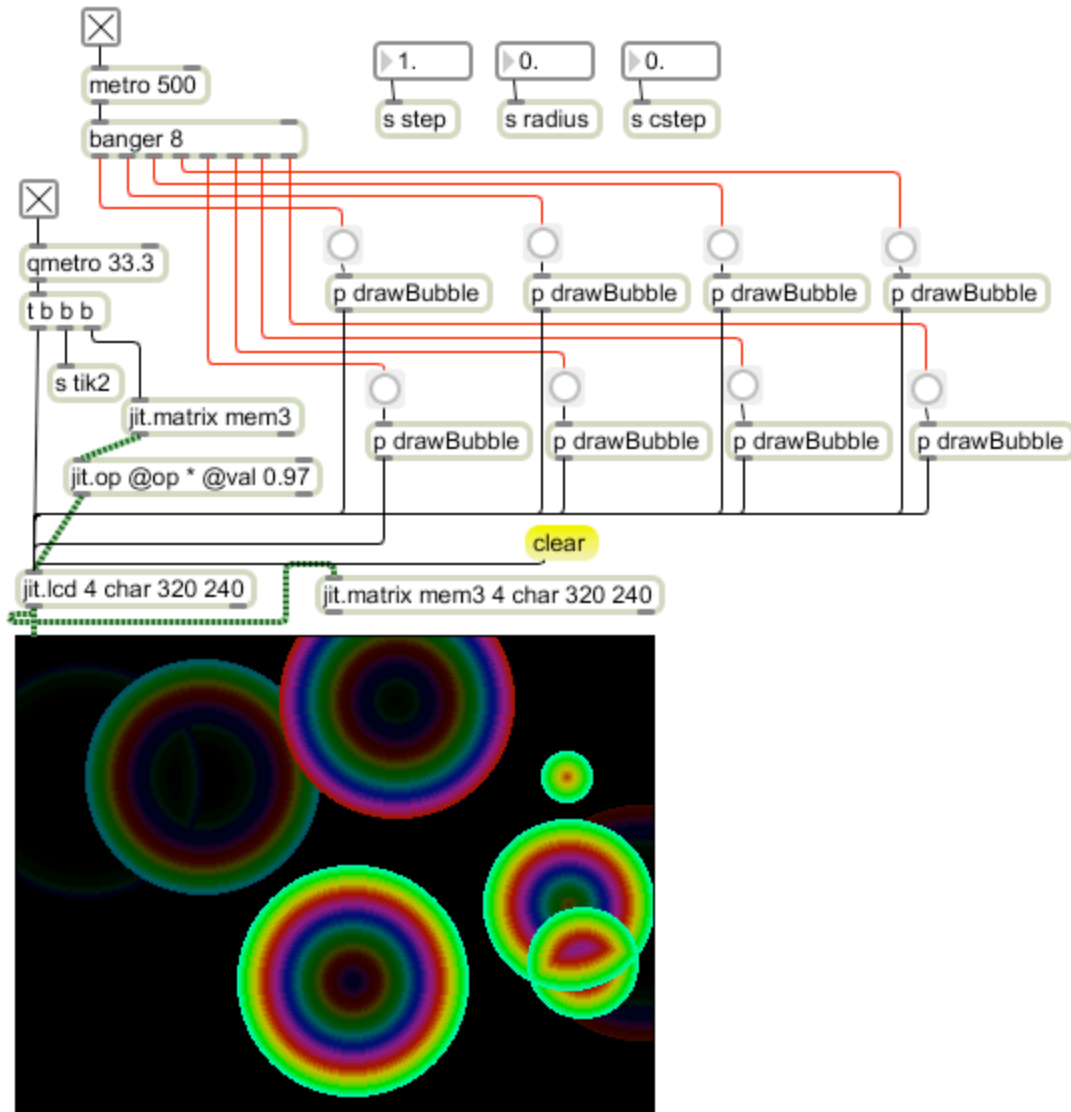 metro 500
1.
0.
0.
s step
s radius
s cstep
banger 8
qmetro 33.3
t b b b
p drawBubble
p drawBubble
p drawBubble
p drawBubble
s tik2
jit.matrix mem3
p drawBubble
p drawBubble
p drawBubble
p drawBubble
jit.op @op * @val 0.97
clear
jit.lcd 4 char 320 240
jit.matrix mem3 4 char 320 240